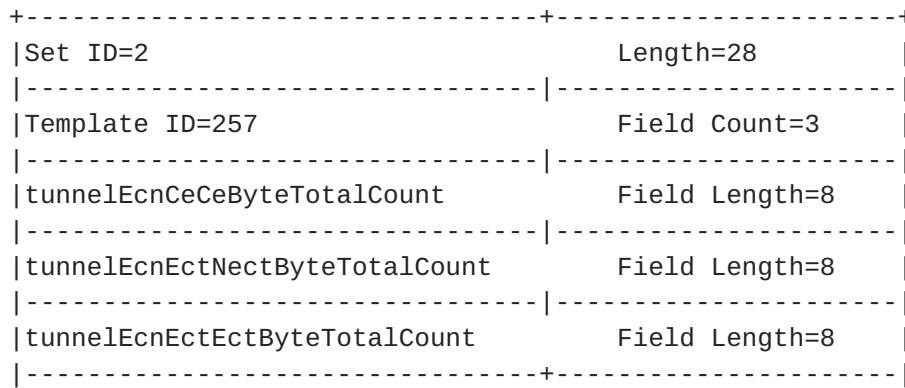 +---------------------------------+----------------------+
|Set ID=2                              Length=28         |
|---------------------------------|----------------------|
|Template ID=257                       Field Count=3     |
|---------------------------------|----------------------|
|tunnelEcnCeCeByteTotalCount           Field Length=8    |
|---------------------------------|----------------------|
|tunnelEcnEctNectByteTotalCount        Field Length=8    |
|---------------------------------|----------------------|
|tunnelEcnEctEctByteTotalCount         Field Length=8    |
|---------------------------------+----------------------|